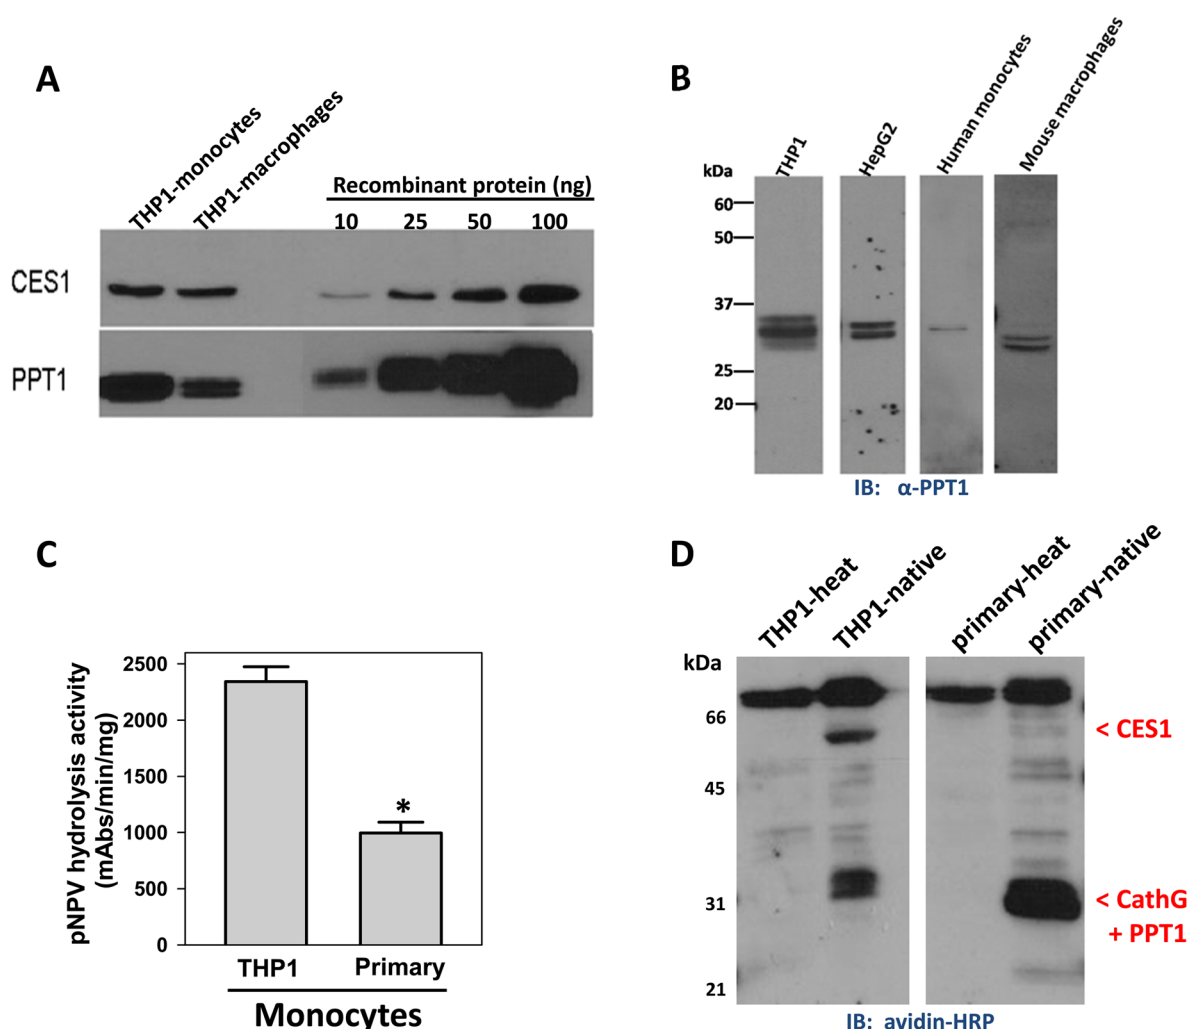 A
THP1-monocytes
THP1-macrophages
Recombinant protein (ng)
10 25 50 100
CES1
PPT1
B
THP1
HepG2
Human monocytes
Mouse macrophages
kDa
60
50
37
25
20
IB: α-PPT1
C
pNPV hydrolysis activity
(mAbs/min/mg)
2500
2000
1500
1000
500
0
*
THP1 Primary
Monocytes
D
THP1-heat
THP1-native
primary-heat
primary-native
kDa
66
45
31
21
< CES1
< CathG
+ PPT1
IB: avidin-HRP